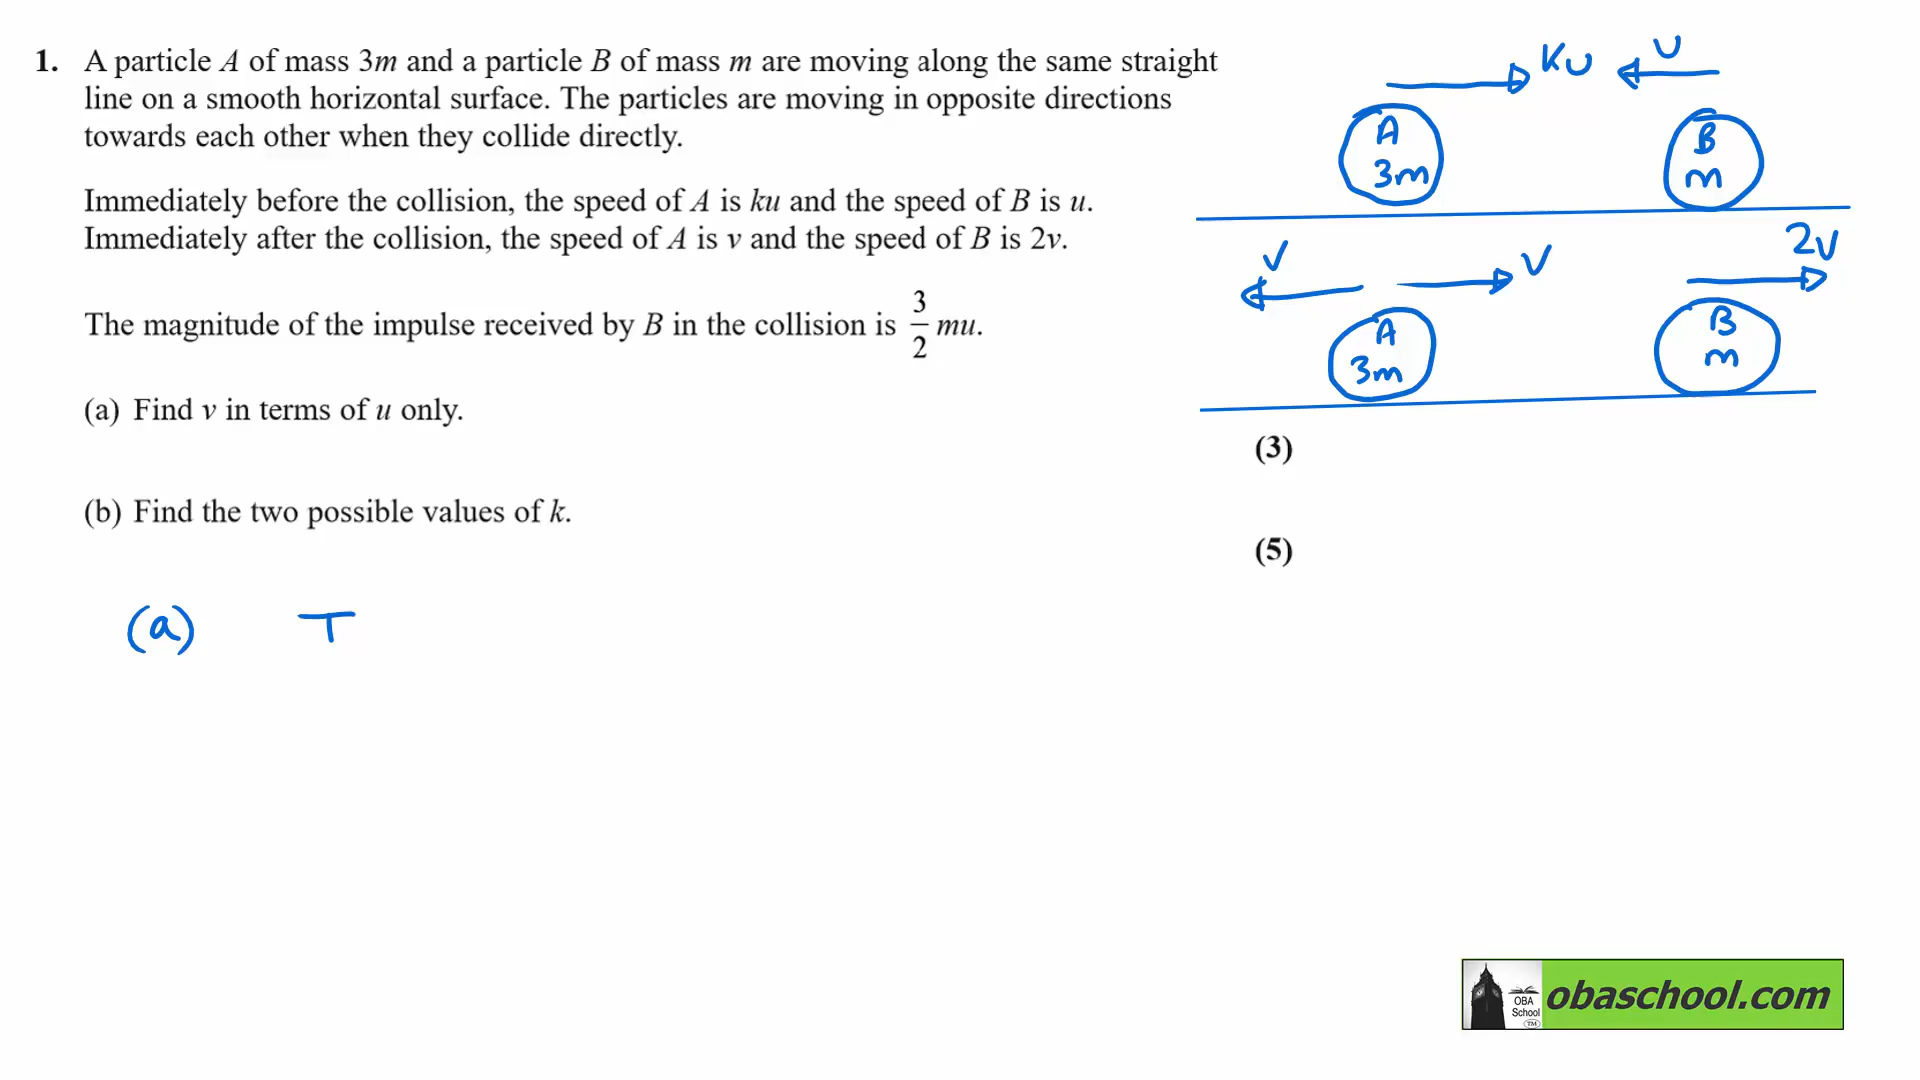 1. A particle A of mass 3m and a particle B of mass m are moving along the same straight
line on a smooth horizontal surface. The particles are moving in opposite directions
towards each other when they collide directly.
Immediately before the collision, the speed of A is ku and the speed of B is u.
Immediately after the collision, the speed of A is v and the speed of B is 2v.
The magnitude of the impulse received by B in the collision is 3/2 mu.
(a) Find v in terms of u only.
(3)
(b) Find the two possible values of k.
(5)
KU U
A B
3m m
V V 2V
A B
3m m
(a) T
OBA
School
TM
obaschool.com